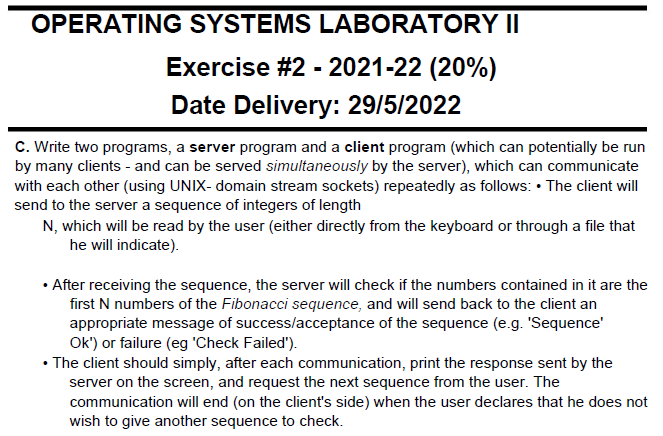 OPERATING SYSTEMS LABORATORY II
Exercise #2 - 2021-22 (20%)
Date Delivery: 29/5/2022
C. Write two programs, a server program and a client program (which can potentially be run
by many clients - and can be served simultaneously by the server), which can communicate
with each other (using UNIX- domain stream sockets) repeatedly as follows: • The client will
send to the server a sequence of integers of length
N, which will be read by the user (either directly from the keyboard or through a file that
he will indicate).
• After receiving the sequence, the server will check if the numbers contained in it are the
first N numbers of the Fibonacci sequence, and will send back to the client an
appropriate message of success/acceptance of the sequence (e.g. 'Sequence'
Ok') or failure (eg 'Check Failed').
• The client should simply, after each communication, print the response sent by the
server on the screen, and request the next sequence from the user. The
communication will end (on the client's side) when the user declares that he does not
wish to give another sequence to check.